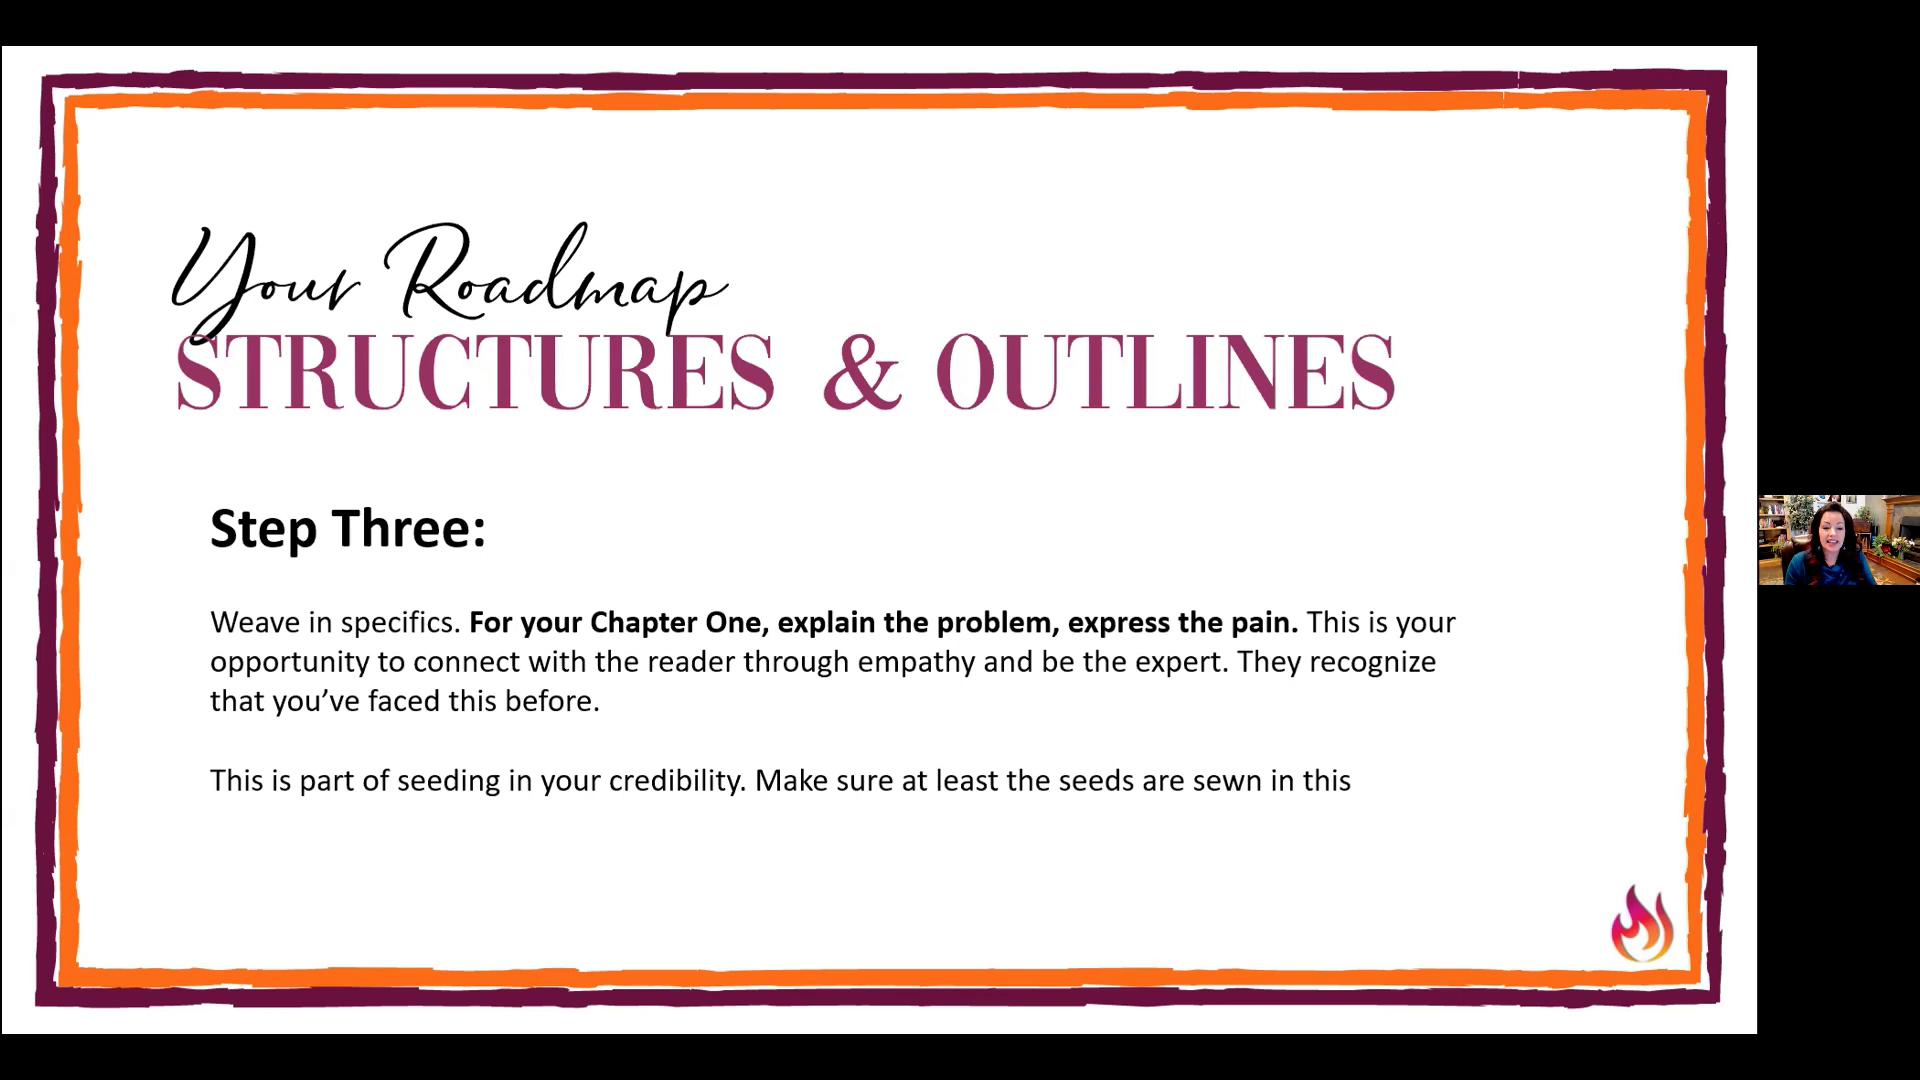 Your Roadmap
STRUCTURES & OUTLINES
Step Three:
Weave in specifics. For your Chapter One, explain the problem, express the pain. This is your
opportunity to connect with the reader through empathy and be the expert. They recognize
that you’ve faced this before.
This is part of seeding in your credibility. Make sure at least the seeds are sewn in this